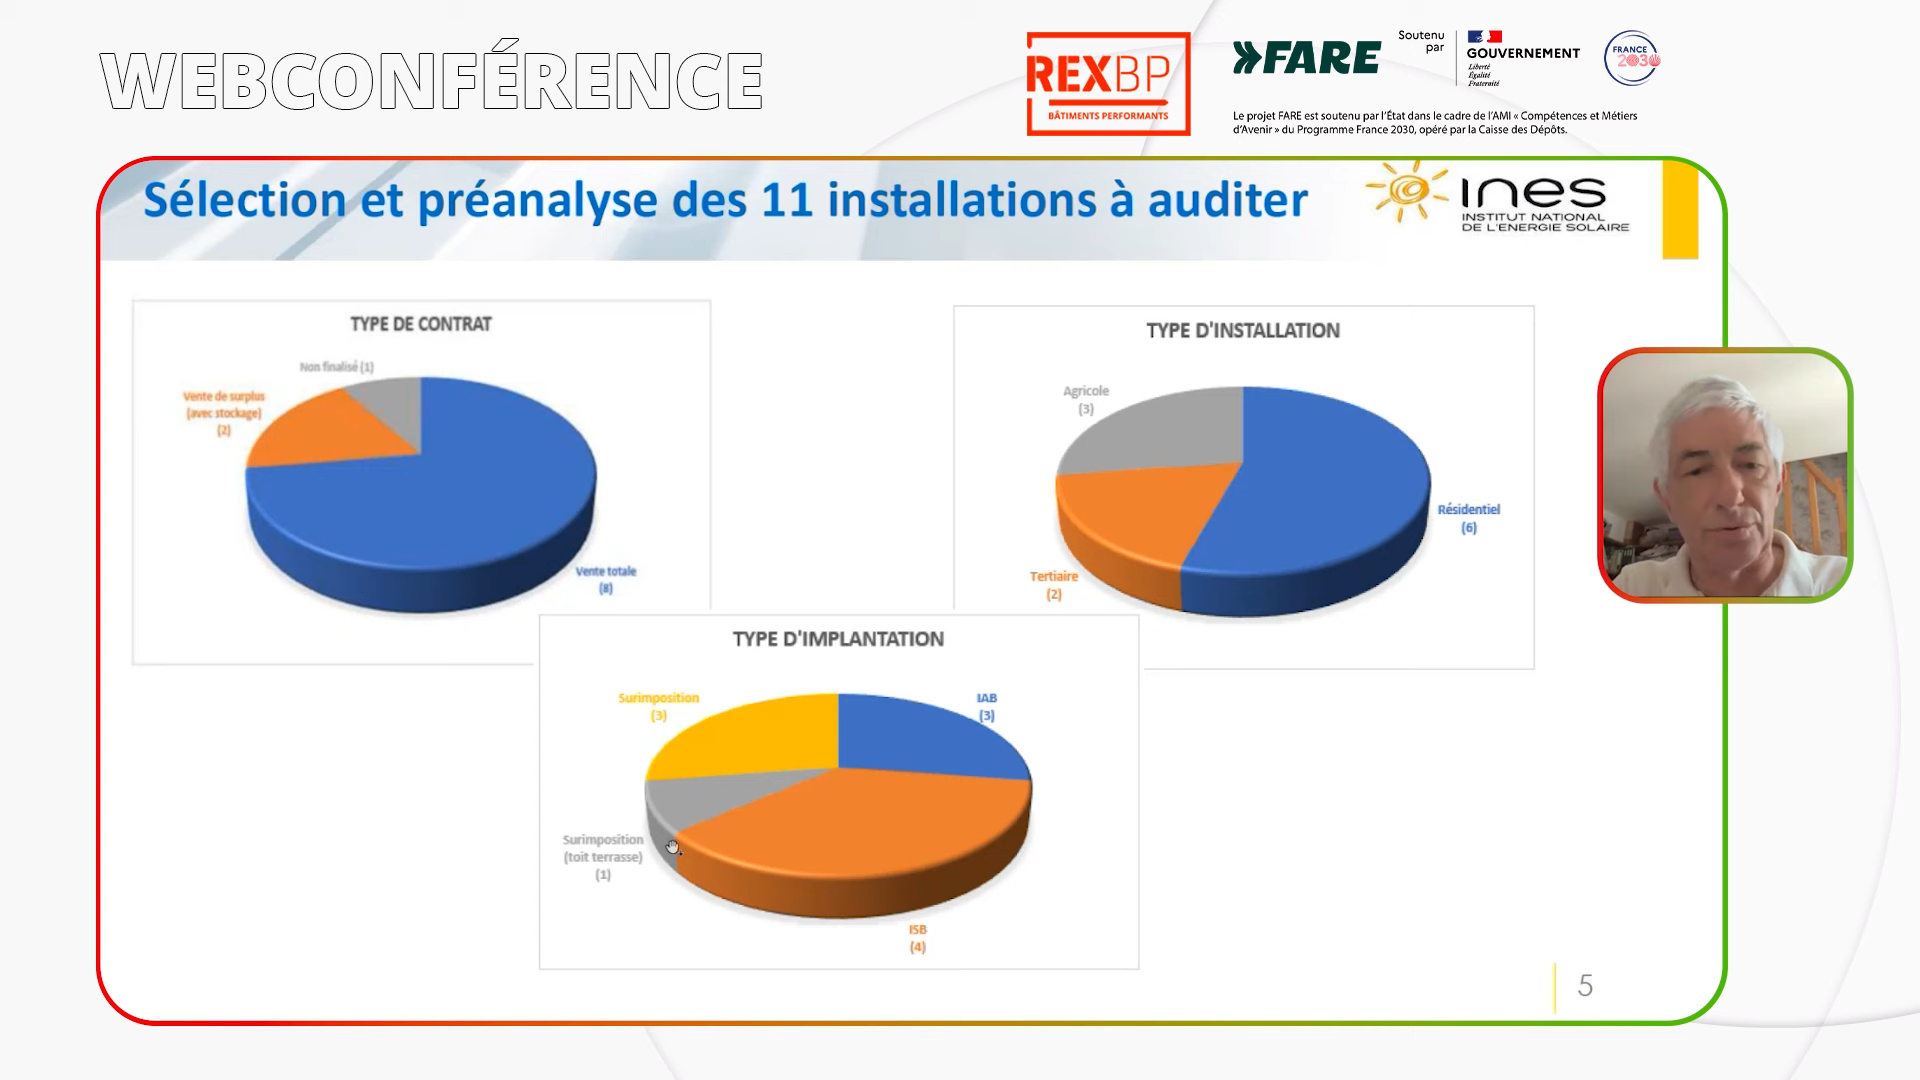 WEBCONFÉRENCE
REXBP
BÂTIMENTS PERFORMANTS
FARE
Soutenu
par
GOUVERNEMENT
Liberté
Égalité
Fraternité
FRANCE
2030
Le projet FARE est soutenu par l'État dans le cadre de l'AMI « Compétences et Métiers
d'Avenir » du Programme France 2030, opéré par la Caisse des Dépôts.
Sélection et préanalyse des 11 installations à auditer
ines
INSTITUT NATIONAL
DE L'ENERGIE SOLAIRE
TYPE DE CONTRAT
Non finalisé (1)
Vente de surplus
(avec stockage)
(2)
Vente totale
(8)
TYPE D'INSTALLATION
Agricole
(3)
Résidentiel
(6)
Tertiaire
(2)
TYPE D'IMPLANTATION
Surimposition
(3)
IAB
(3)
Surimposition
(toit terrasse)
(1)
ISB
(4)
5